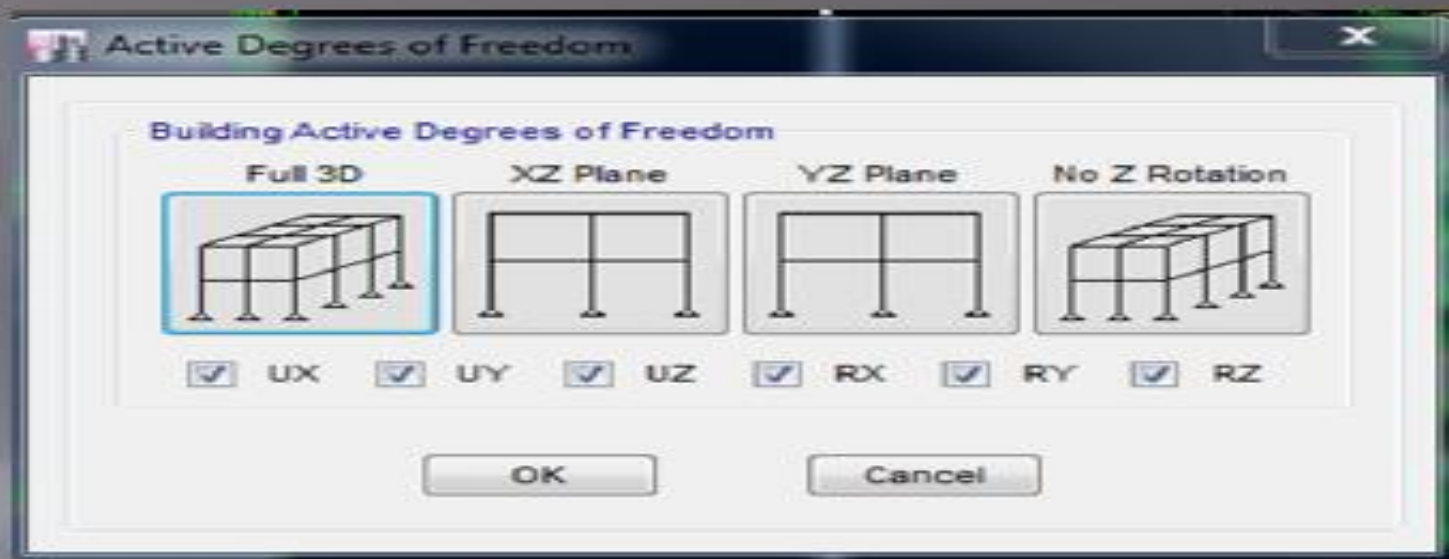 Active Degrees of Freedom
Building Active Degrees of Freedom
Full 3D XZ Plane YZ Plane No Z Rotation
UX UY UZ RX RY RZ
OK Cancel